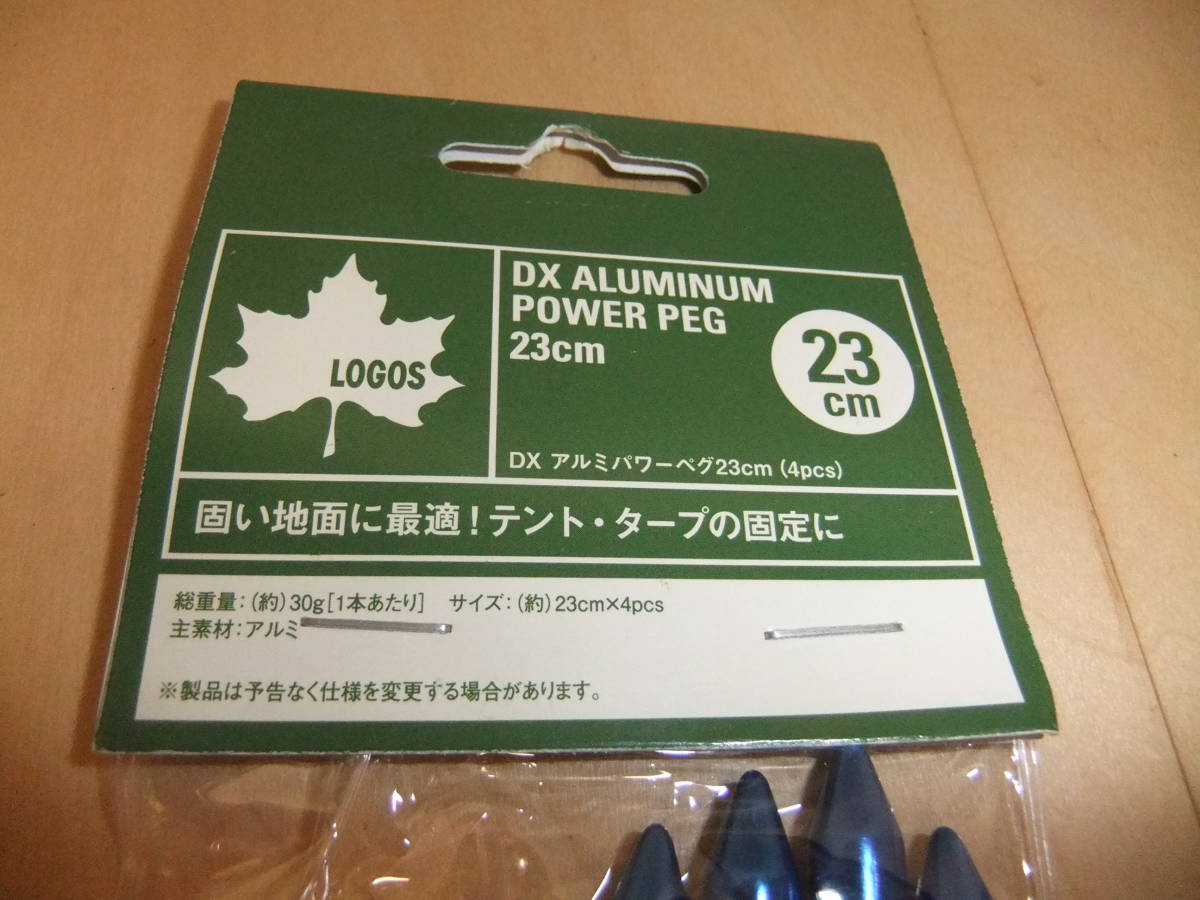 LOGOS
DX ALUMINUM
POWER PEG
23cm
23
cm
DX アルミパワーペグ23cm (4pcs)
固い地面に最適！テント・タープの固定に
総重量：(約)30g[1本あたり] サイズ：(約)23cm×4pcs
主素材：アルミ
※製品は予告なく仕様を変更する場合があります。